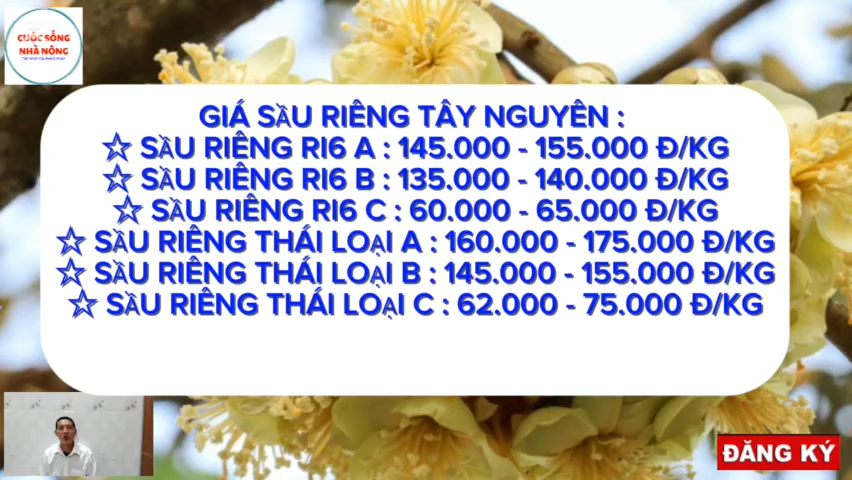 CUỘC SỐNG
NHÀ NÔNG
GIÁ SẦU RIÊNG TÂY NGUYÊN :
☆ SẦU RIÊNG RI6 A : 145.000 - 155.000 Đ/KG
☆ SẦU RIÊNG RI6 B : 135.000 - 140.000 Đ/KG
☆ SẦU RIÊNG RI6 C : 60.000 - 65.000 Đ/KG
☆ SẦU RIÊNG THÁI LOẠI A : 160.000 - 175.000 Đ/KG
☆ SẦU RIÊNG THÁI LOẠI B : 145.000 - 155.000 Đ/KG
☆ SẦU RIÊNG THÁI LOẠI C : 62.000 - 75.000 Đ/KG
ĐĂNG KÝ